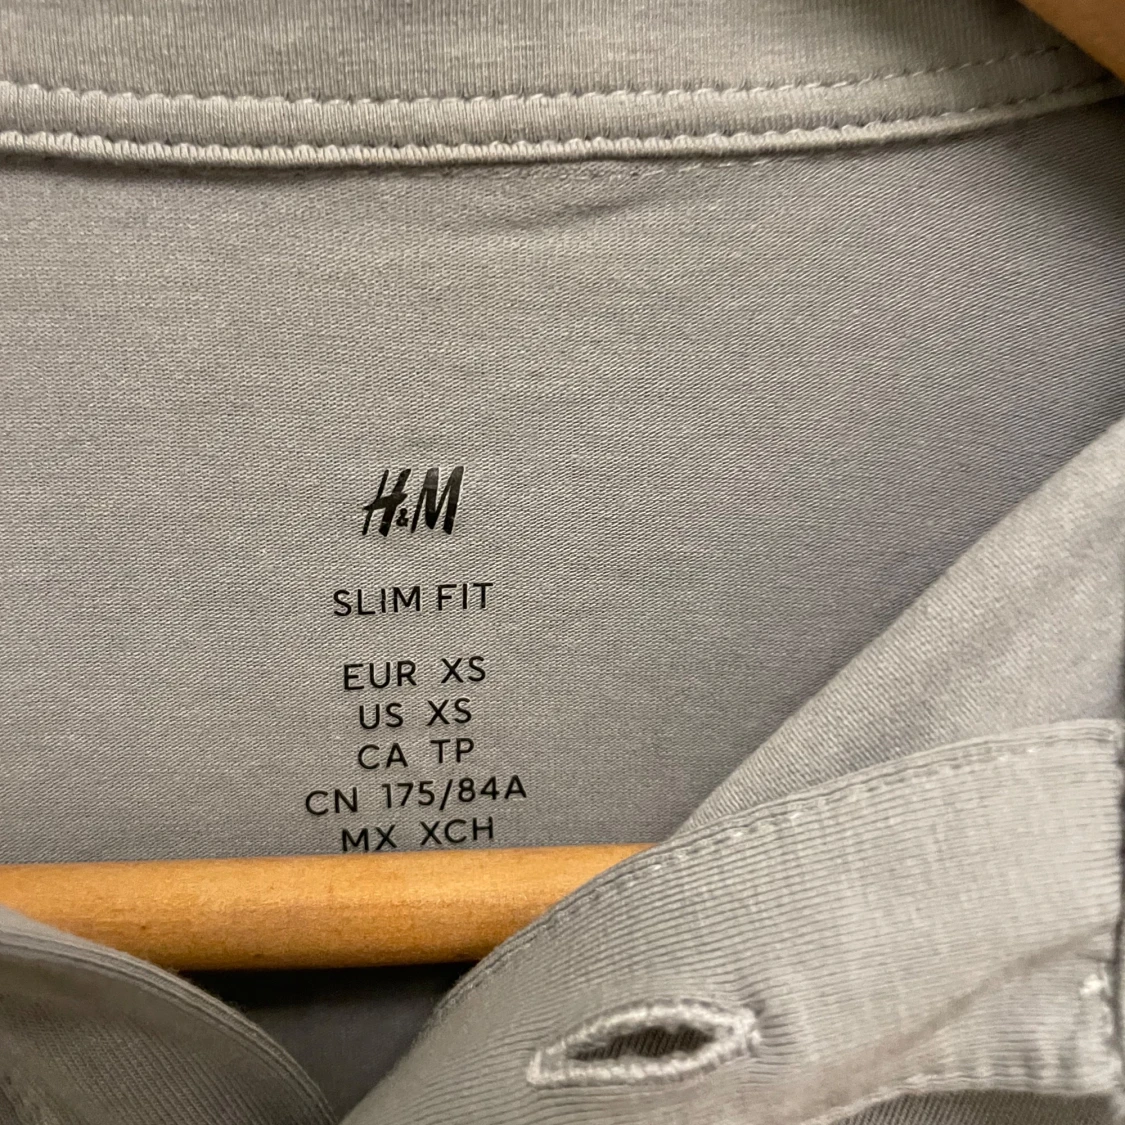 H&M
SLIM FIT
EUR XS
US XS
CA TP
CN 175/84A
MX XCH